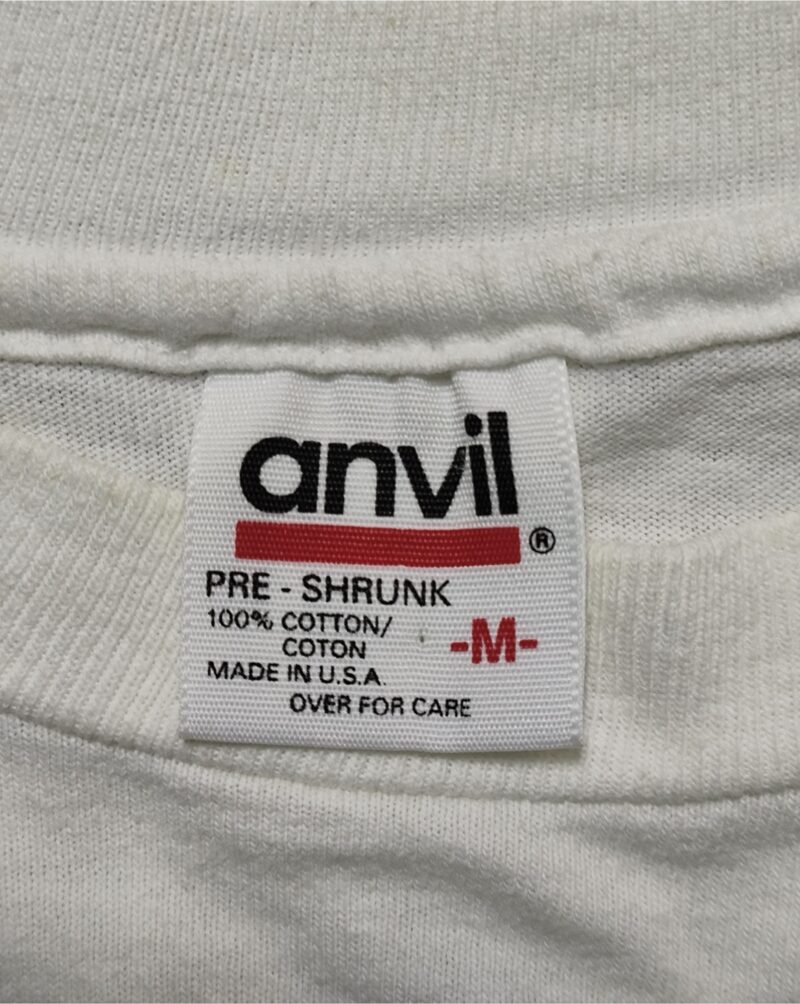 anvil
®
PRE - SHRUNK
100% COTTON/
COTON
-M-
MADE IN U.S.A.
OVER FOR CARE